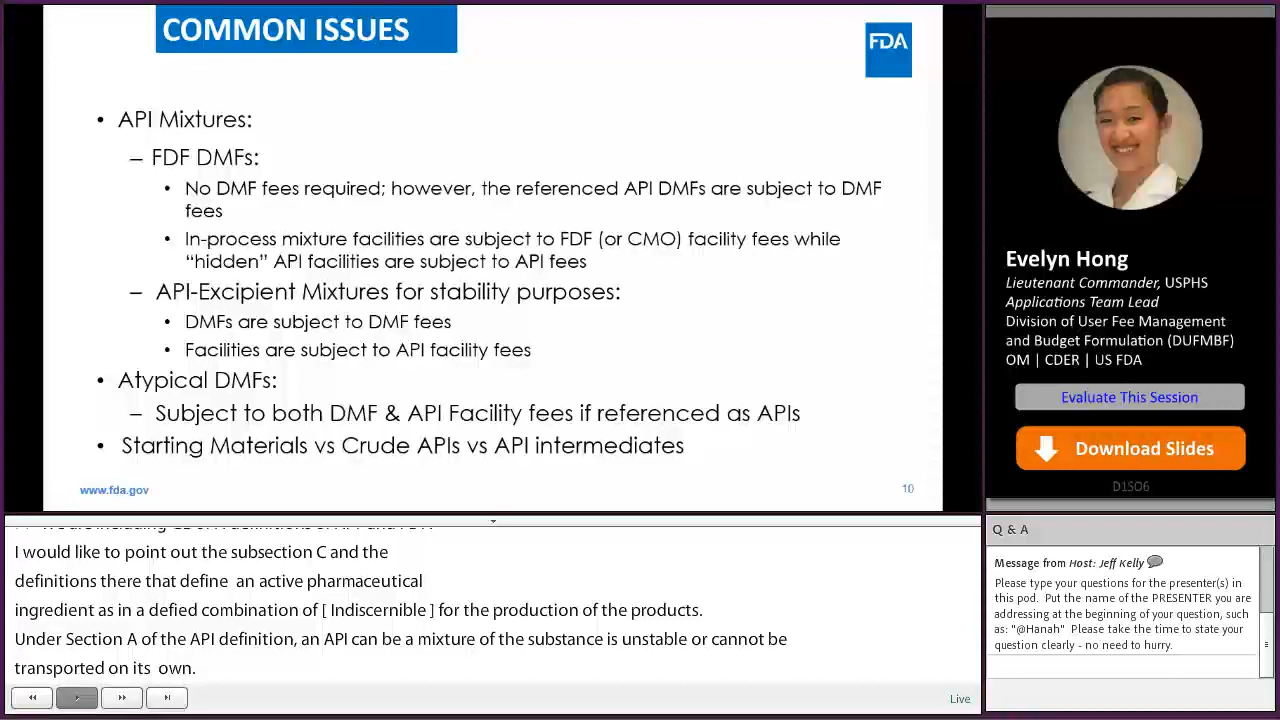 COMMON ISSUES
FDA
• API Mixtures:
– FDF DMFs:
• No DMF fees required; however, the referenced API DMFs are subject to DMF
fees
• In-process mixture facilities are subject to FDF (or CMO) facility fees while
“hidden” API facilities are subject to API fees
– API-Excipient Mixtures for stability purposes:
• DMFs are subject to DMF fees
• Facilities are subject to API facility fees
• Atypical DMFs:
– Subject to both DMF & API Facility fees if referenced as APIs
• Starting Materials vs Crude APIs vs API intermediates
www.fda.gov
10
Evelyn Hong
Lieutenant Commander, USPHS
Applications Team Lead
Division of User Fee Management
and Budget Formulation (DUFMBF)
OM | CDER | US FDA
Evaluate This Session
Download Slides
D1S06
I would like to point out the subsection C and the
definitions there that define an active pharmaceutical
ingredient as in a defied combination of [ Indiscernible ] for the production of the products.
Under Section A of the API definition, an API can be a mixture of the substance is unstable or cannot be
transported on its own.
Live
Q & A
Message from Host: Jeff Kelly
Please type your questions for the presenter(s) in
this pod. Put the name of the PRESENTER you are
addressing at the beginning of your question, such
as: "@Hanah" Please take the time to state your
question clearly - no need to hurry.